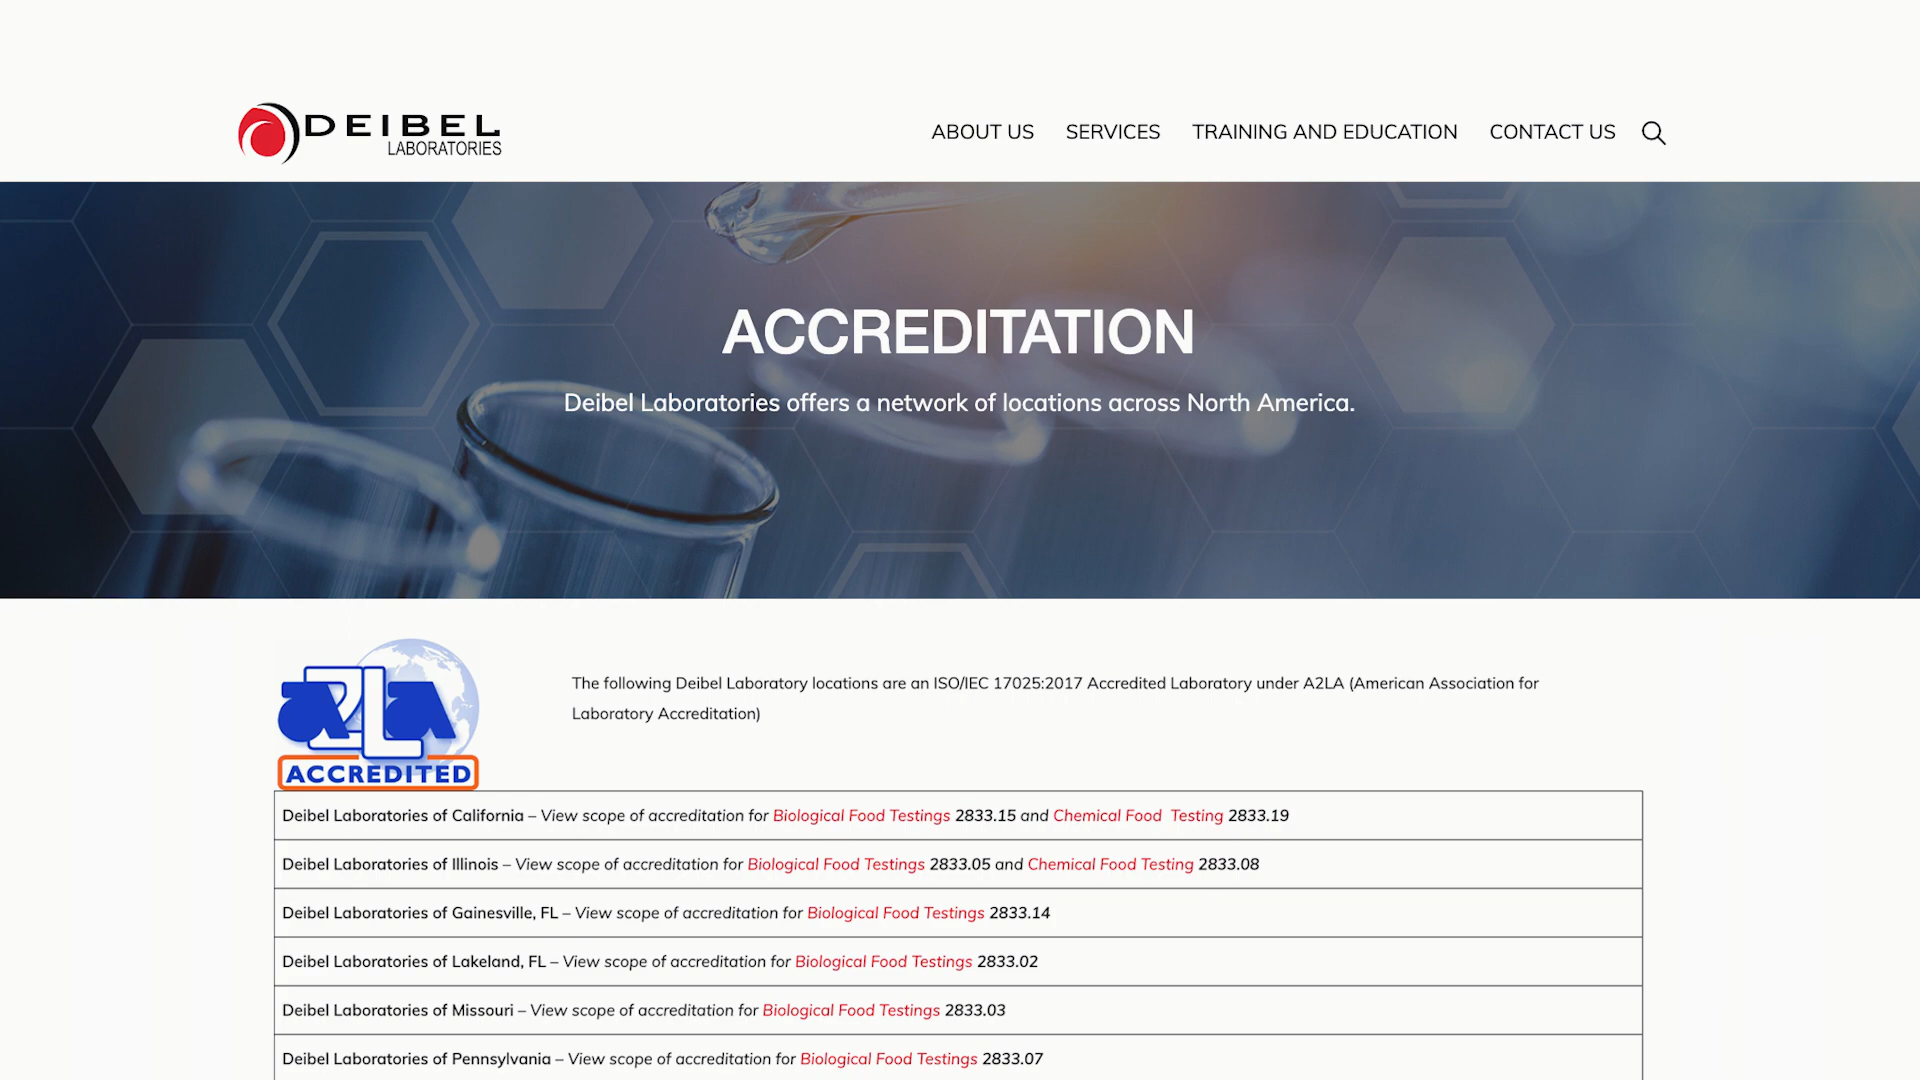 DEIBEL
LABORATORIES
ABOUT US
SERVICES
TRAINING AND EDUCATION
CONTACT US
ACCREDITATION
Deibel Laboratories offers a network of locations across North America.
a2La
ACCREDITED
The following Deibel Laboratory locations are an ISO/IEC 17025:2017 Accredited Laboratory under A2LA (American Association for
Laboratory Accreditation)
Deibel Laboratories of California – View scope of accreditation for Biological Food Testings 2833.15 and Chemical Food  Testing 2833.19
Deibel Laboratories of Illinois – View scope of accreditation for Biological Food Testings 2833.05 and Chemical Food Testing 2833.08
Deibel Laboratories of Gainesville, FL – View scope of accreditation for Biological Food Testings 2833.14
Deibel Laboratories of Lakeland, FL – View scope of accreditation for Biological Food Testings 2833.02
Deibel Laboratories of Missouri – View scope of accreditation for Biological Food Testings 2833.03
Deibel Laboratories of Pennsylvania – View scope of accreditation for Biological Food Testings 2833.07